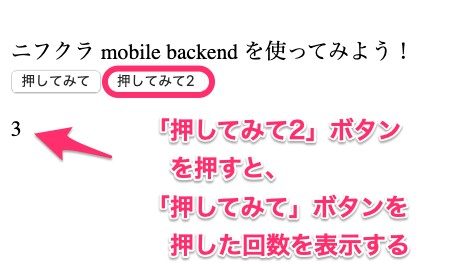 ニフクラ mobile backend を使ってみよう！
押してみて 押してみて2
3
「押してみて2」ボタン
を押すと、
「押してみて」ボタンを
押した回数を表示する